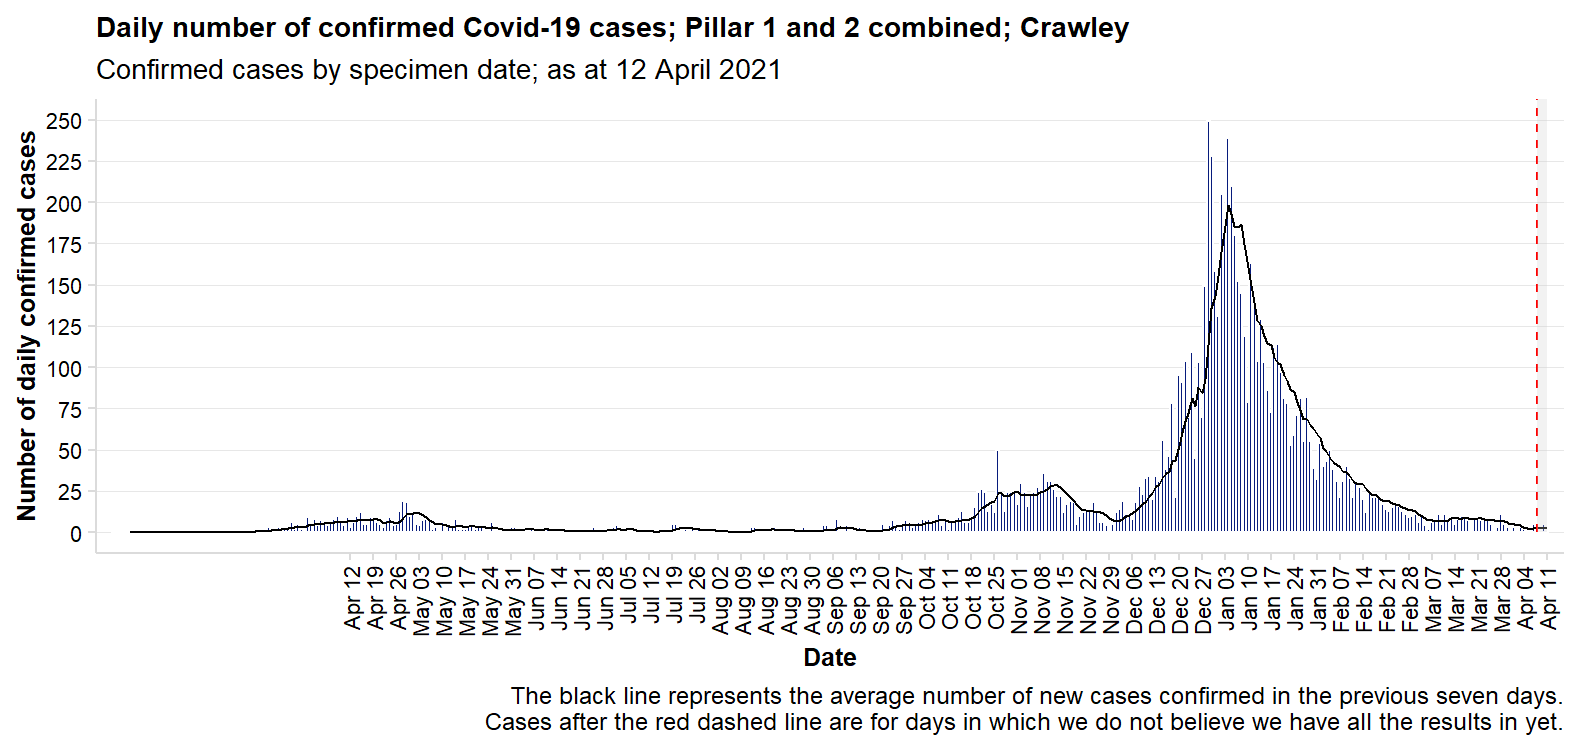 Daily number of confirmed Covid-19 cases; Pillar 1 and 2 combined; Crawley
Confirmed cases by specimen date; as at 12 April 2021
Number of daily confirmed cases
250
225
200
175
150
125
100
75
50
25
0
Apr 12
Apr 19
Apr 26
May 03
May 10
May 17
May 24
May 31
Jun 07
Jun 14
Jun 21
Jun 28
Jul 05
Jul 12
Jul 19
Jul 26
Aug 02
Aug 09
Aug 16
Aug 23
Aug 30
Sep 06
Sep 13
Sep 20
Sep 27
Oct 04
Oct 11
Oct 18
Oct 25
Nov 01
Nov 08
Nov 15
Nov 22
Nov 29
Dec 06
Dec 13
Dec 20
Dec 27
Jan 03
Jan 10
Jan 17
Jan 24
Jan 31
Feb 07
Feb 14
Feb 21
Feb 28
Mar 07
Mar 14
Mar 21
Mar 28
Apr 04
Apr 11
Date
The black line represents the average number of new cases confirmed in the previous seven days.
Cases after the red dashed line are for days in which we do not believe we have all the results in yet.